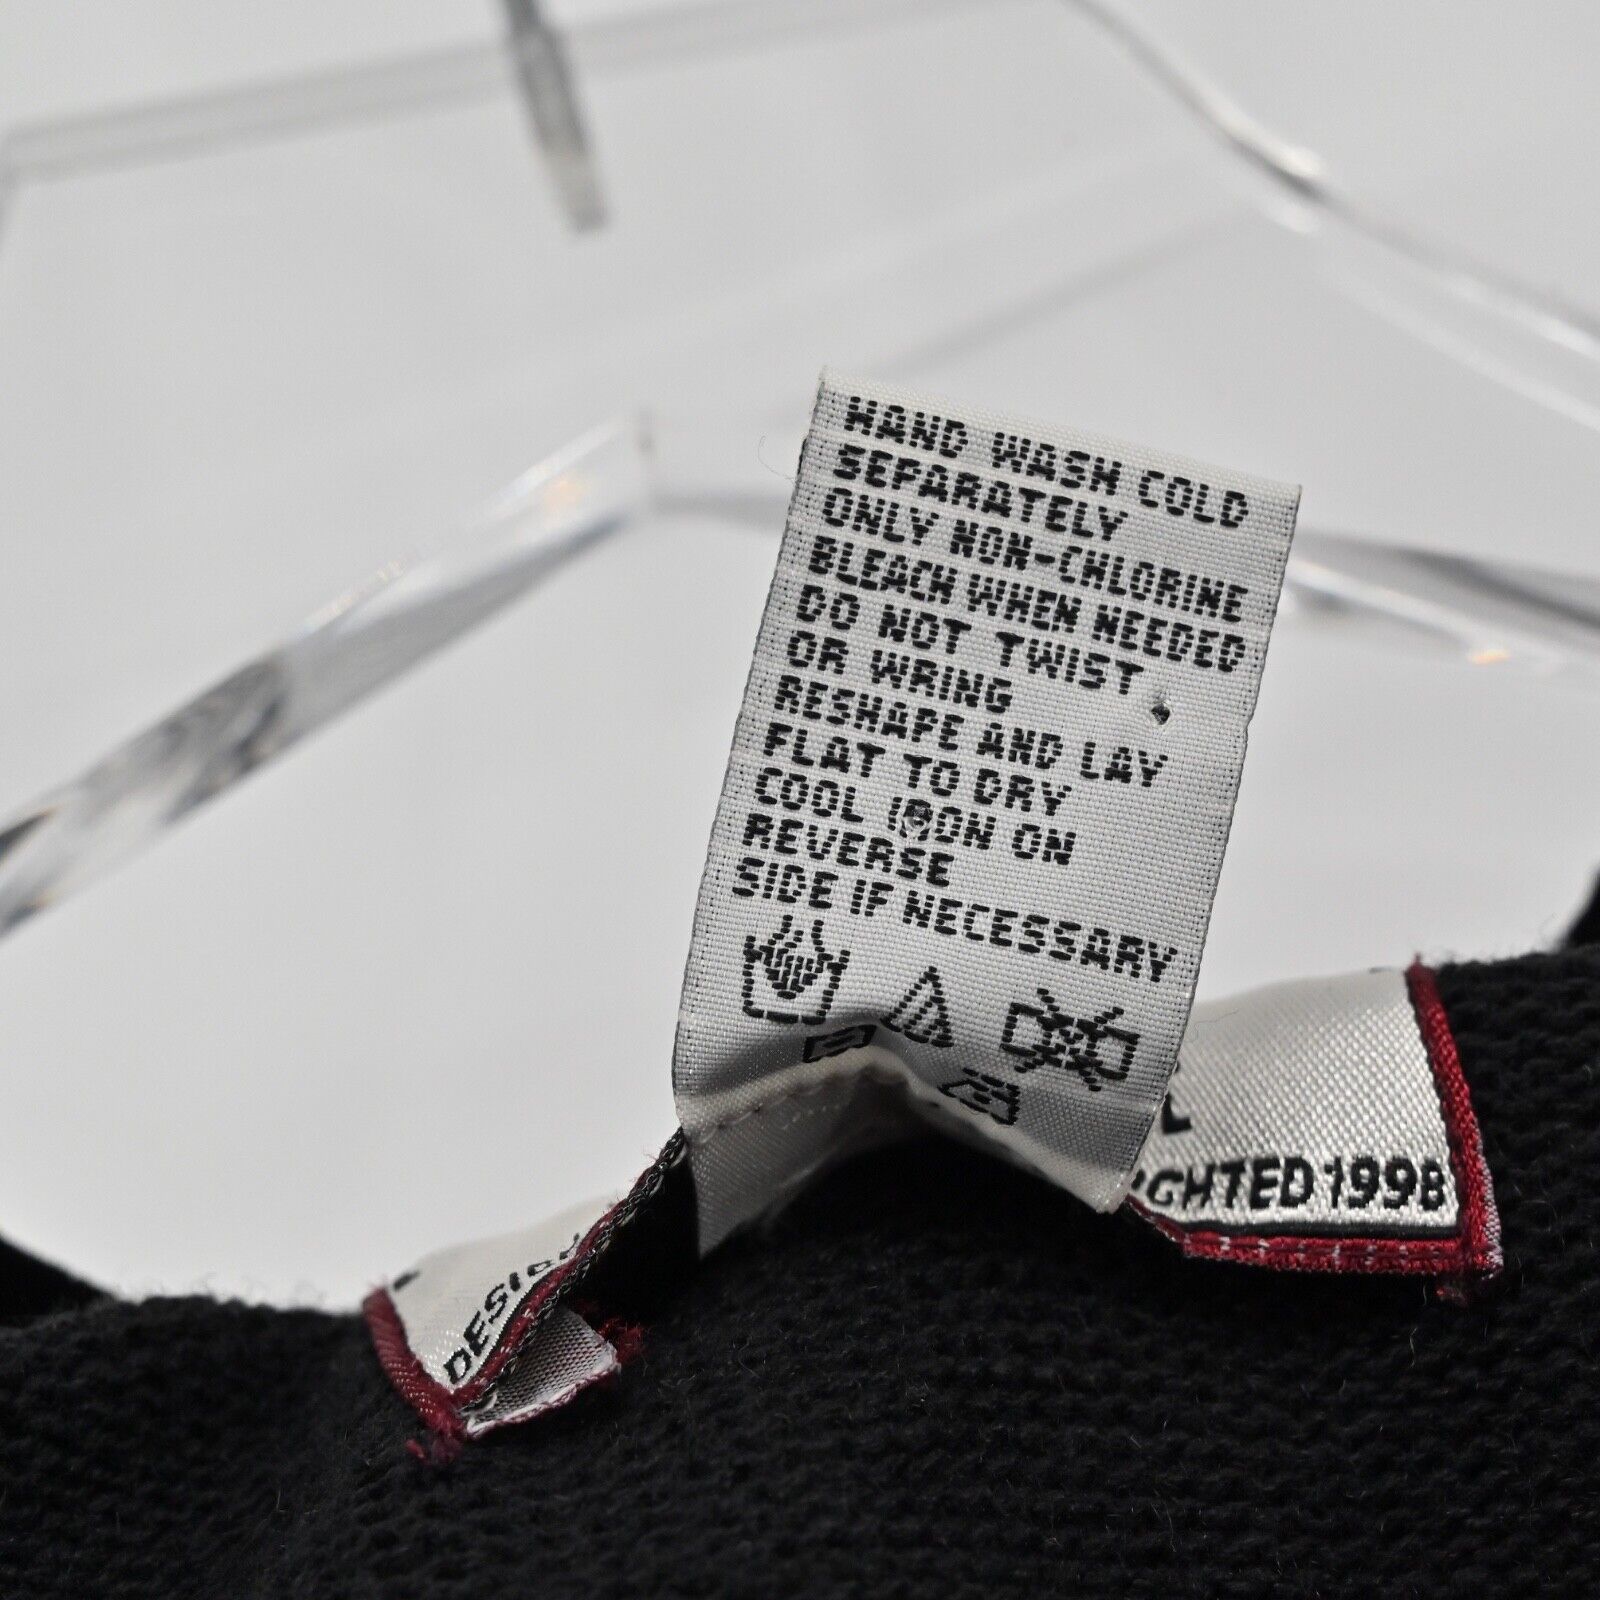 HAND WASH COLD
SEPARATELY
ONLY NON-CHLORINE
BLEACH WHEN NEEDED
DO NOT TWIST
OR WRING
RESHAPE AND LAY
FLAT TO DRY
COOL IRON ON
REVERSE
SIDE IF NECESSARY
1998